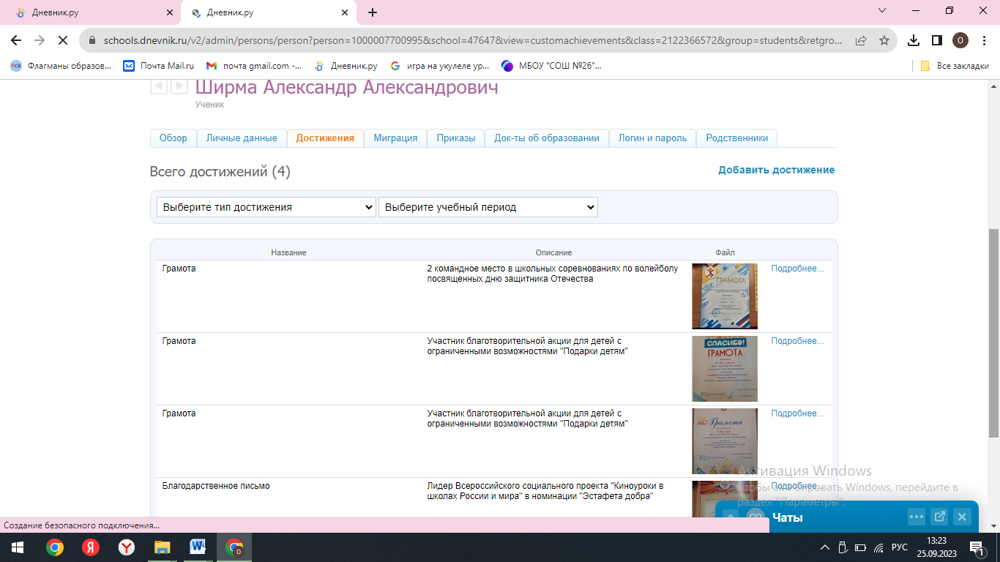 Дневник.ру
Дневник.ру
schools.dnevnik.ru/v2/admin/persons/person?person=1000007700995&school=47647&view=customachievements&class=2122366572&group=students&retgro...
О
Флагманы образов...
Почта Mail.ru
почта gmail.com -...
Дневник.ру
игра на укулеле ур...
МБОУ "СОШ №26"...
Все закладки
Ширма Александр Александрович
Ученик
Обзор
Личные данные
Достижения
Миграция
Приказы
Док-ты об образовании
Логин и пароль
Родственники
Всего достижений (4)
Добавить достижение
Выберите тип достижения
Выберите учебный период
Название
Описание
Файл
Грамота
2 командное место в школьных соревнованиях по волейболу
посвященных дню защитника Отечества
ГРАМОТА
Подробнее...
Грамота
Участник благотворительной акции для детей с
ограниченными возможностями "Подарки детям"
СПАСИБО!
ГРАМОТА
Подробнее...
Грамота
Участник благотворительной акции для детей с
ограниченными возможностями "Подарки детям"
Грамота
Подробнее...
Благодарственное письмо
Лидер Всероссийского социального проекта "Киноуроки в
школах России и мира" в номинации "Эстафета добра"
Подробнее...
Активация Windows
Чтобы активировать Windows, перейдите в
раздел "Параметры".
Чаты
Создание безопасного подключения...
РУС
13:23
25.09.2023
1